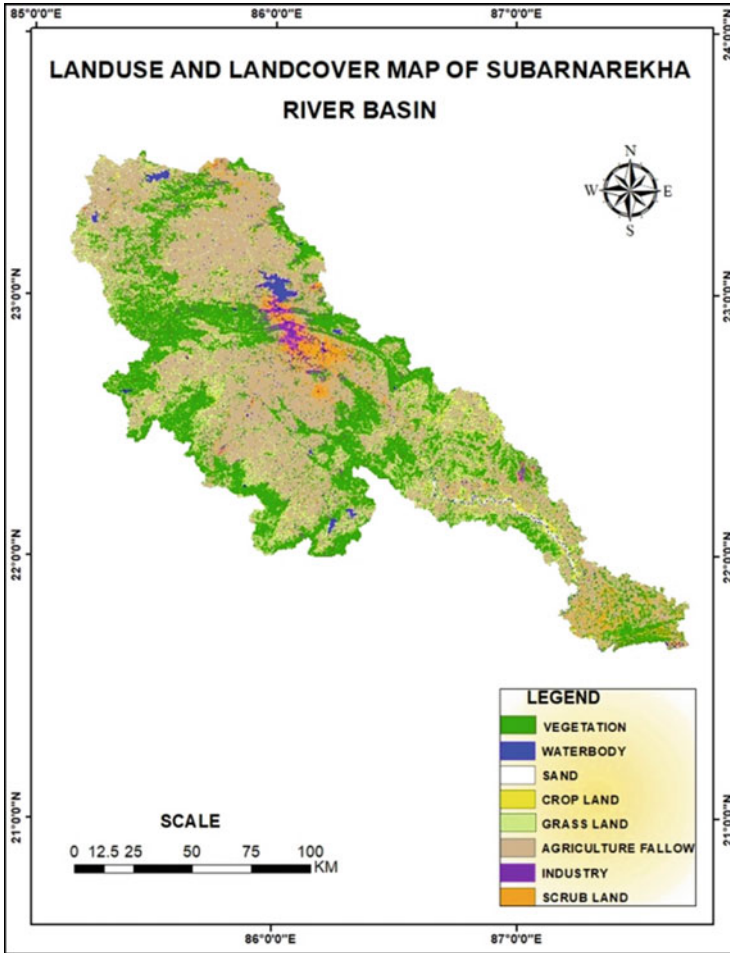 85°0'0"E 86°0'0"E 87°0'0"E
24°0'0"N
LANDUSE AND LANDCOVER MAP OF SUBARNAREKHA
RIVER BASIN
N
W E
S
23°0'0"N 23°0'0"N
22°0'0"N 22°0'0"N
LEGEND
VEGETATION
WATERBODY
SAND
CROP LAND
GRASS LAND
AGRICULTURE FALLOW
INDUSTRY
SCRUB LAND
21°0'0"N 21°0'0"N
SCALE
0 12.5 25 50 75 100
KM
86°0'0"E 87°0'0"E